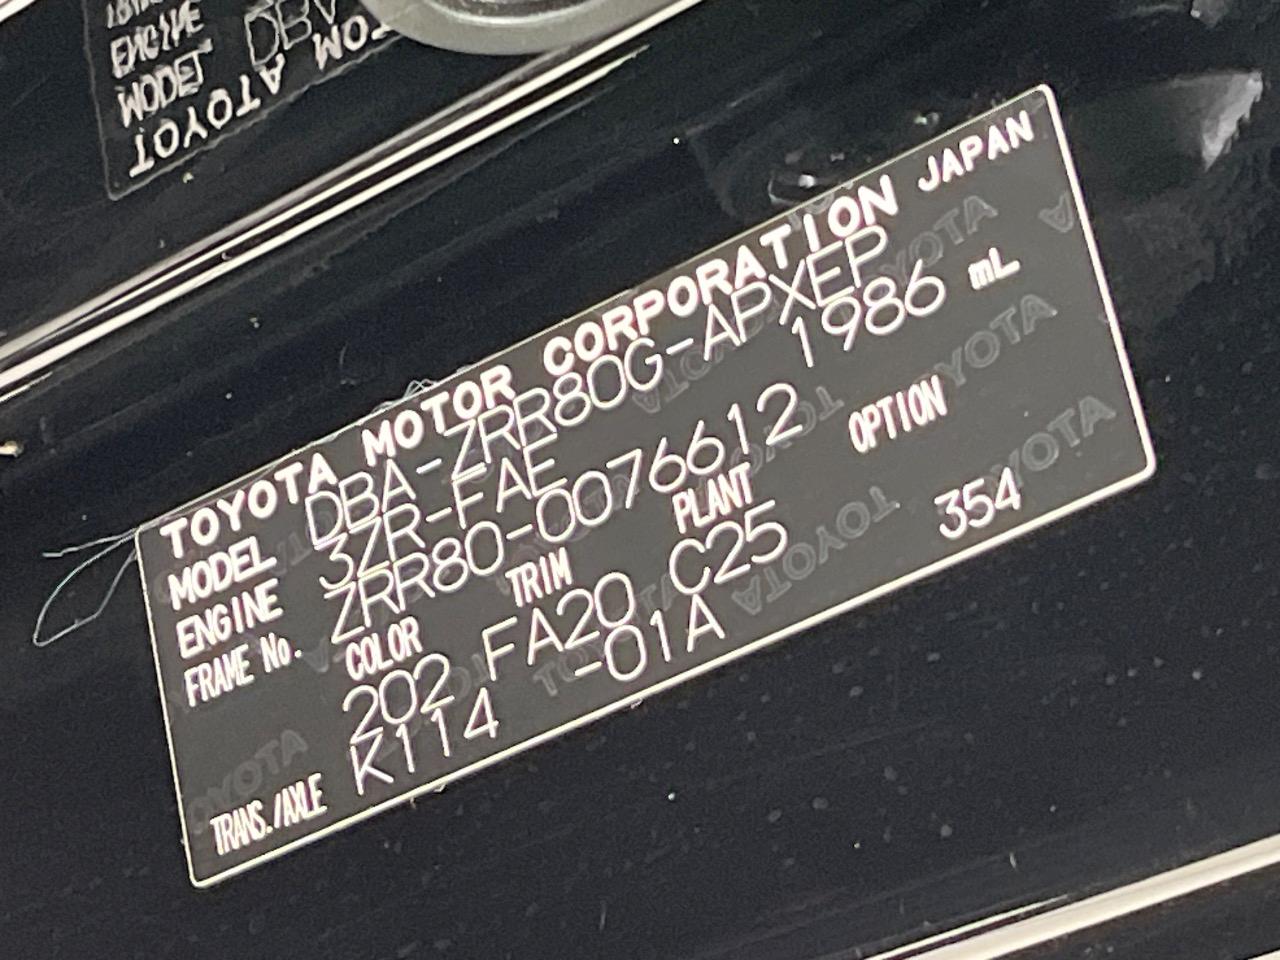 TOYOTA MOTOR CORPORATION JAPAN
MODEL DBA-ZRR80G-APXEP
ENGINE 3ZR-FAE 1986 mL
FRAME No. ZRR80-0076612
COLOR TRIM PLANT OPTION
202 FA20 C25 354
TRANS./AXLE K114 -01A